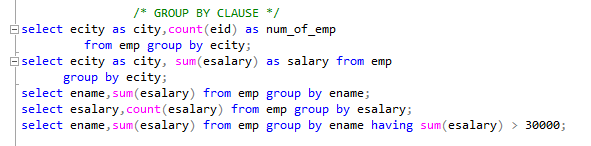 /* GROUP BY CLAUSE */
select ecity as city,count(eid) as num_of_emp
from emp group by ecity;
select ecity as city, sum(esalary) as salary from emp
group by ecity;
select ename,sum(esalary) from emp group by ename;
select esalary,count(esalary) from emp group by esalary;
select ename,sum(esalary) from emp group by ename having sum(esalary) > 30000;